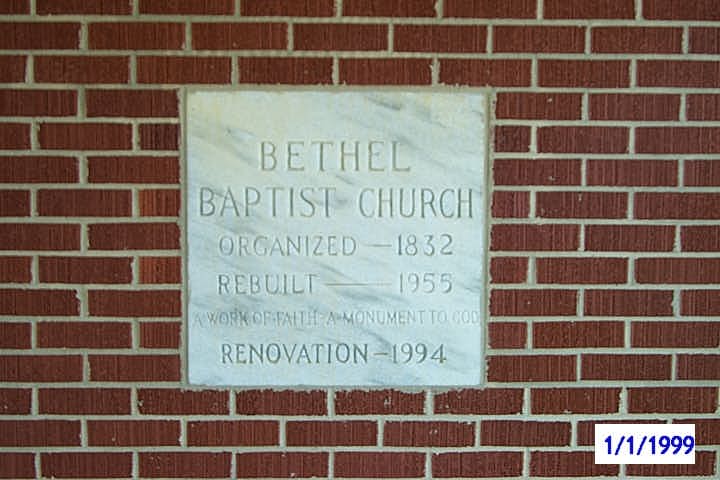 BETHEL
BAPTIST CHURCH
ORGANIZED — 1832
REBUILT — 1955
A WORK OF FAITH - A MONUMENT TO GOD
RENOVATION - 1994
1/1/1999